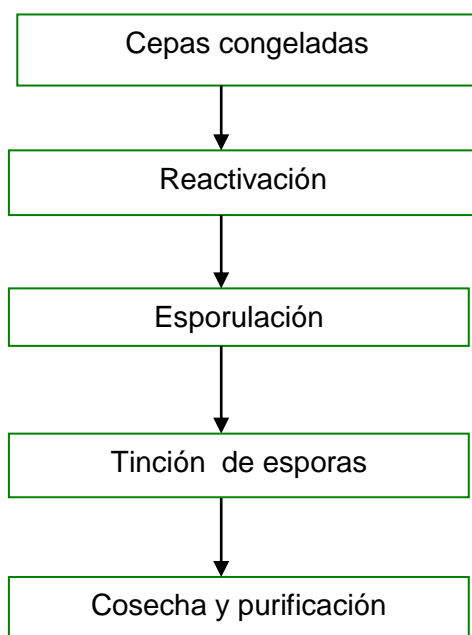 Cepas congeladas
Reactivación
Esporulación
Tinción de esporas
Cosecha y purificación